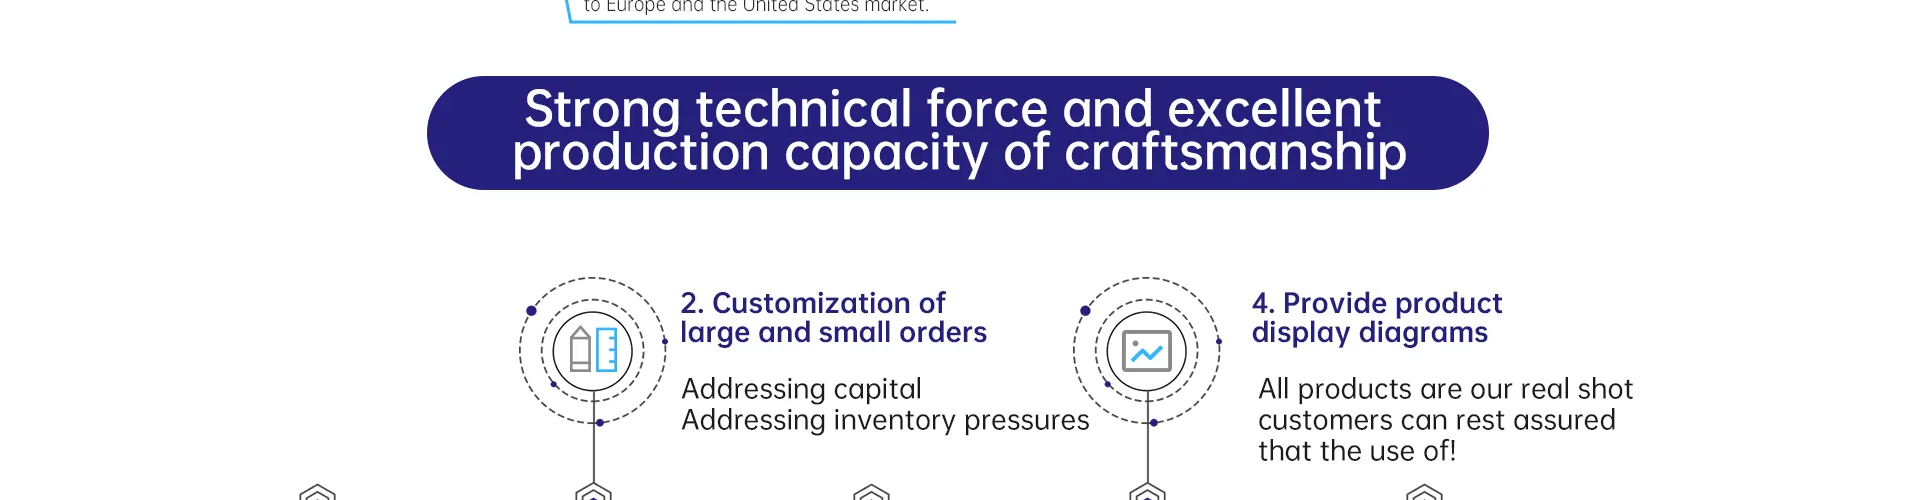 to Europe and the United States market.
Strong technical force and excellent
production capacity of craftsmanship
2. Customization of
large and small orders
Addressing capital
Addressing inventory pressures
4. Provide product
display diagrams
All products are our real shot
customers can rest assured
that the use of!